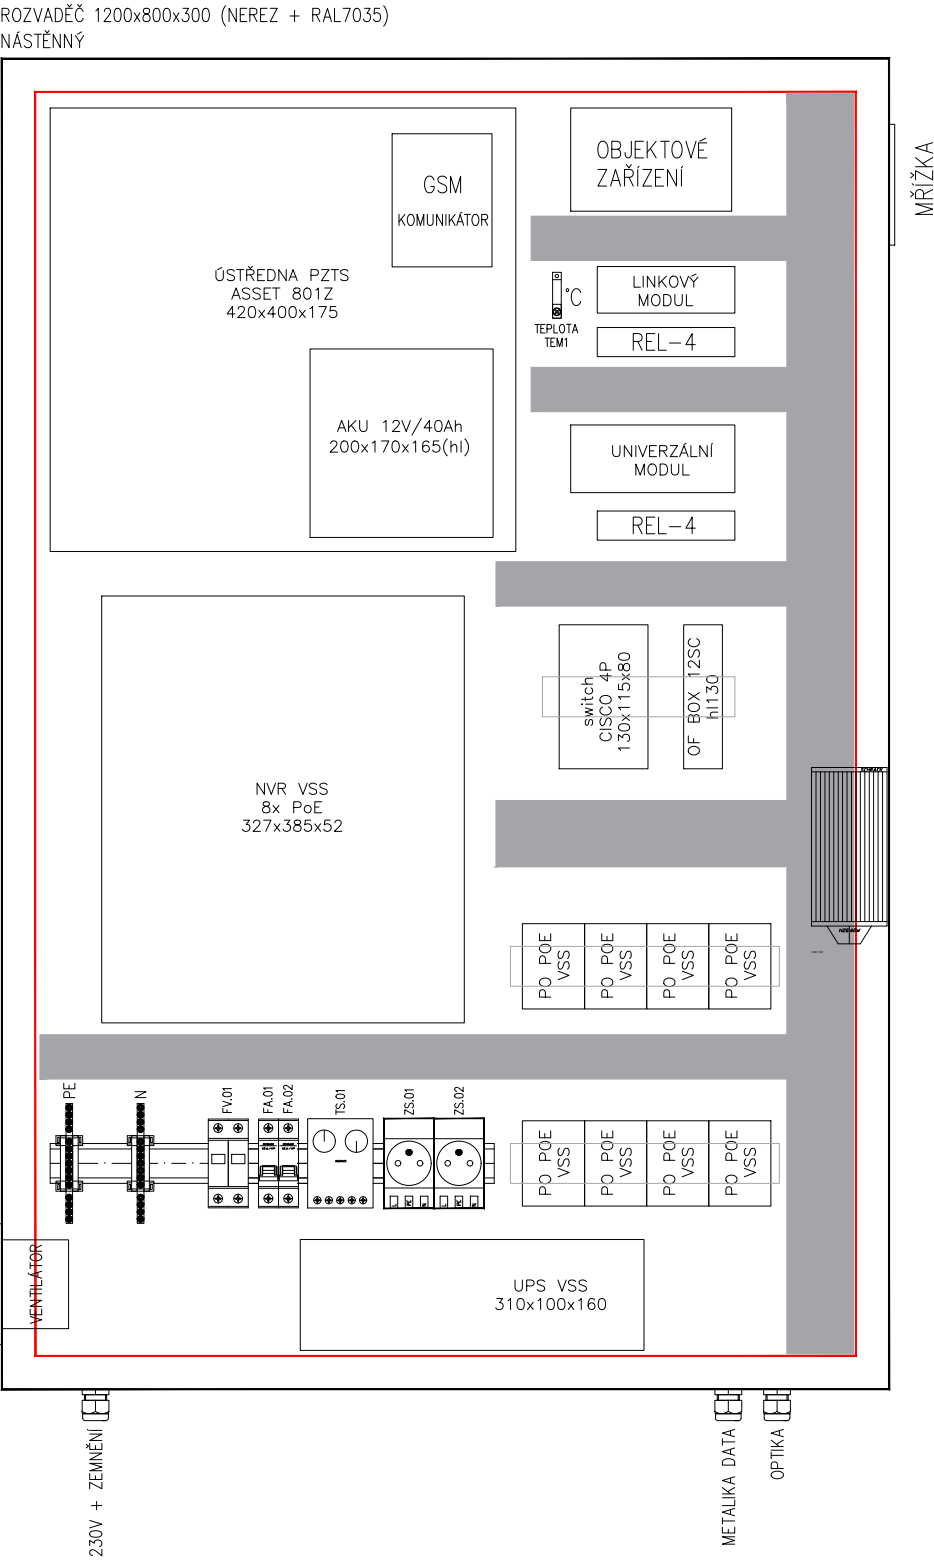 ROZVADĚČ 1200x800x300 (NEREZ + RAL7035)
NÁSTĚNNÝ
MŘÍŽKA
OBJEKTOVÉ
ZAŘÍZENÍ
GSM
KOMUNIKÁTOR
ÚSTŘEDNA PZTS
ASSET 801Z
420x400x175
°C
TEPLOTA
TEM1
LINKOVÝ
MODUL
REL-4
AKU 12V/40Ah
200x170x165(hl)
UNIVERZÁLNÍ
MODUL
REL-4
switch
CISCO 4P
130x115x80
OF BOX 12SC
hl130
NVR VSS
8x PoE
327x385x52
PO POE
VSS
PO POE
VSS
PO POE
VSS
PO POE
VSS
PE
N
FV.01
FA.01
FA.02
TS.01
ZS.01
ZS.02
L
PE
N
L
PE
N
PO POE
VSS
PO POE
VSS
PO POE
VSS
PO POE
VSS
VENTILÁTOR
UPS VSS
310x100x160
230V + ZEMNĚNÍ
METALIKA DATA
OPTIKA